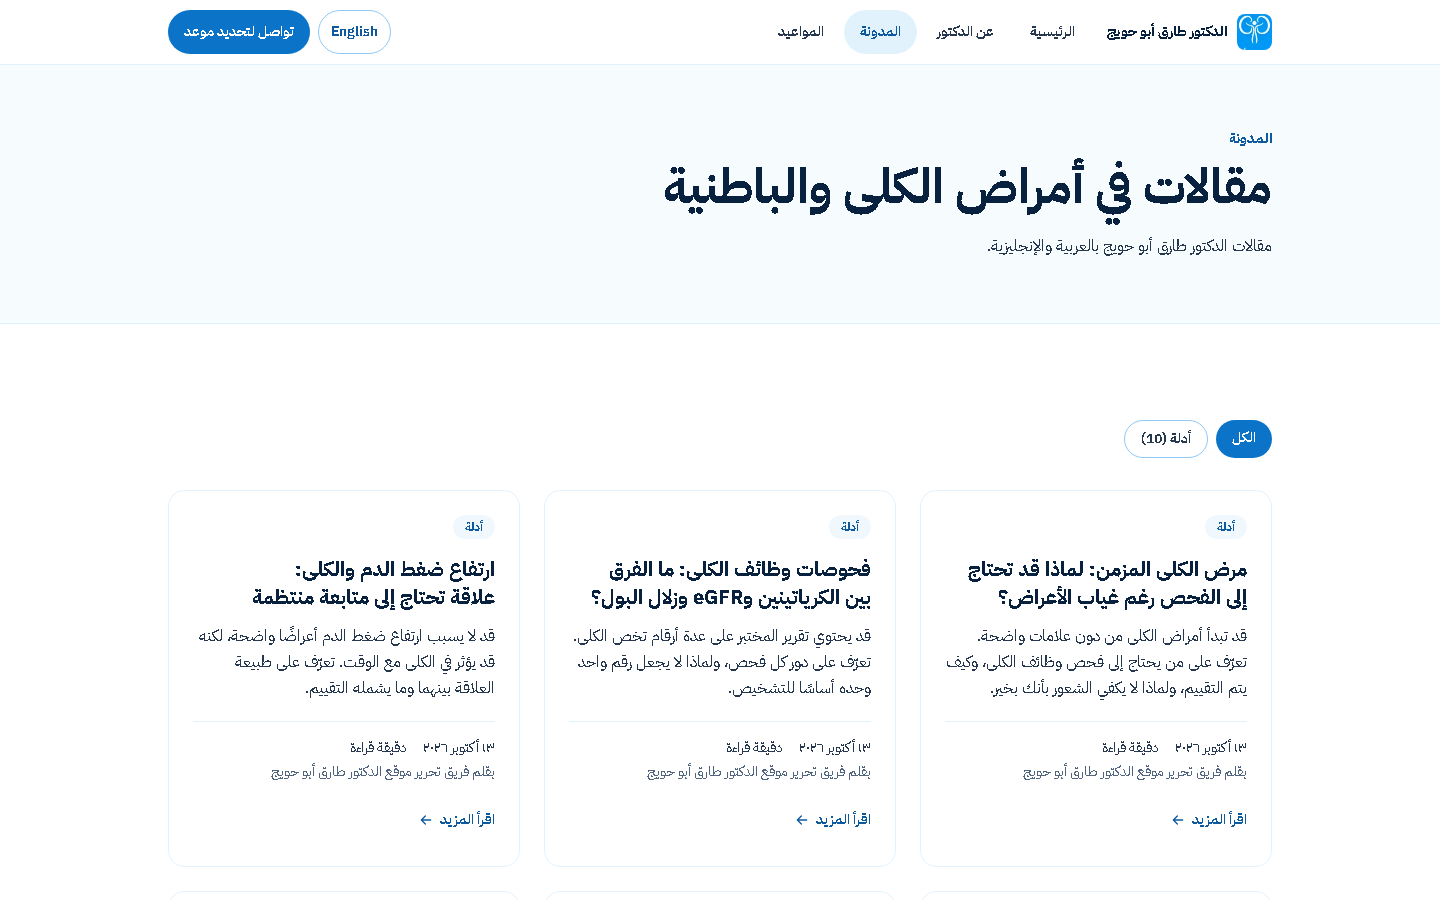 الدكتور طارق أبو حويج
الرئيسية
عن الدكتور
المدونة
المواعيد
English
تواصل لتحديد موعد
المدونة
مقالات في أمراض الكلى والباطنية
مقالات الدكتور طارق أبو حويج بالعربية والإنجليزية.
الكل
أدلة (10)
أدلة
مرض الكلى المزمن: لماذا قد تحتاج
إلى الفحص رغم غياب الأعراض؟
قد تبدأ أمراض الكلى من دون علامات واضحة.
تعرّف على من يحتاج إلى فحص وظائف الكلى، وكيف
يتم التقييم، ولماذا لا يكفي الشعور بأنك بخير.
١٣ أكتوبر ٢٠٢٦ دقيقة قراءة
بقلم فريق تحرير موقع الدكتور طارق أبو حويج
اقرأ المزيد ←
أدلة
فحوصات وظائف الكلى: ما الفرق
بين الكرياتينين وeGFR وزلال البول؟
قد يحتوي تقرير المختبر على عدة أرقام تخص الكلى.
تعرّف على دور كل فحص، ولماذا لا يجعل رقم واحد
وحده أساسًا للتشخيص.
١٣ أكتوبر ٢٠٢٦ دقيقة قراءة
بقلم فريق تحرير موقع الدكتور طارق أبو حويج
اقرأ المزيد ←
أدلة
ارتفاع ضغط الدم والكلى:
علاقة تحتاج إلى متابعة منتظمة
قد لا يسبب ارتفاع ضغط الدم أعراضًا واضحة، لكنه
قد يؤثر في الكلى مع الوقت. تعرّف على طبيعة
العلاقة بينهما وما يشمله التقييم.
١٣ أكتوبر ٢٠٢٦ دقيقة قراءة
بقلم فريق تحرير موقع الدكتور طارق أبو حويج
اقرأ المزيد ←